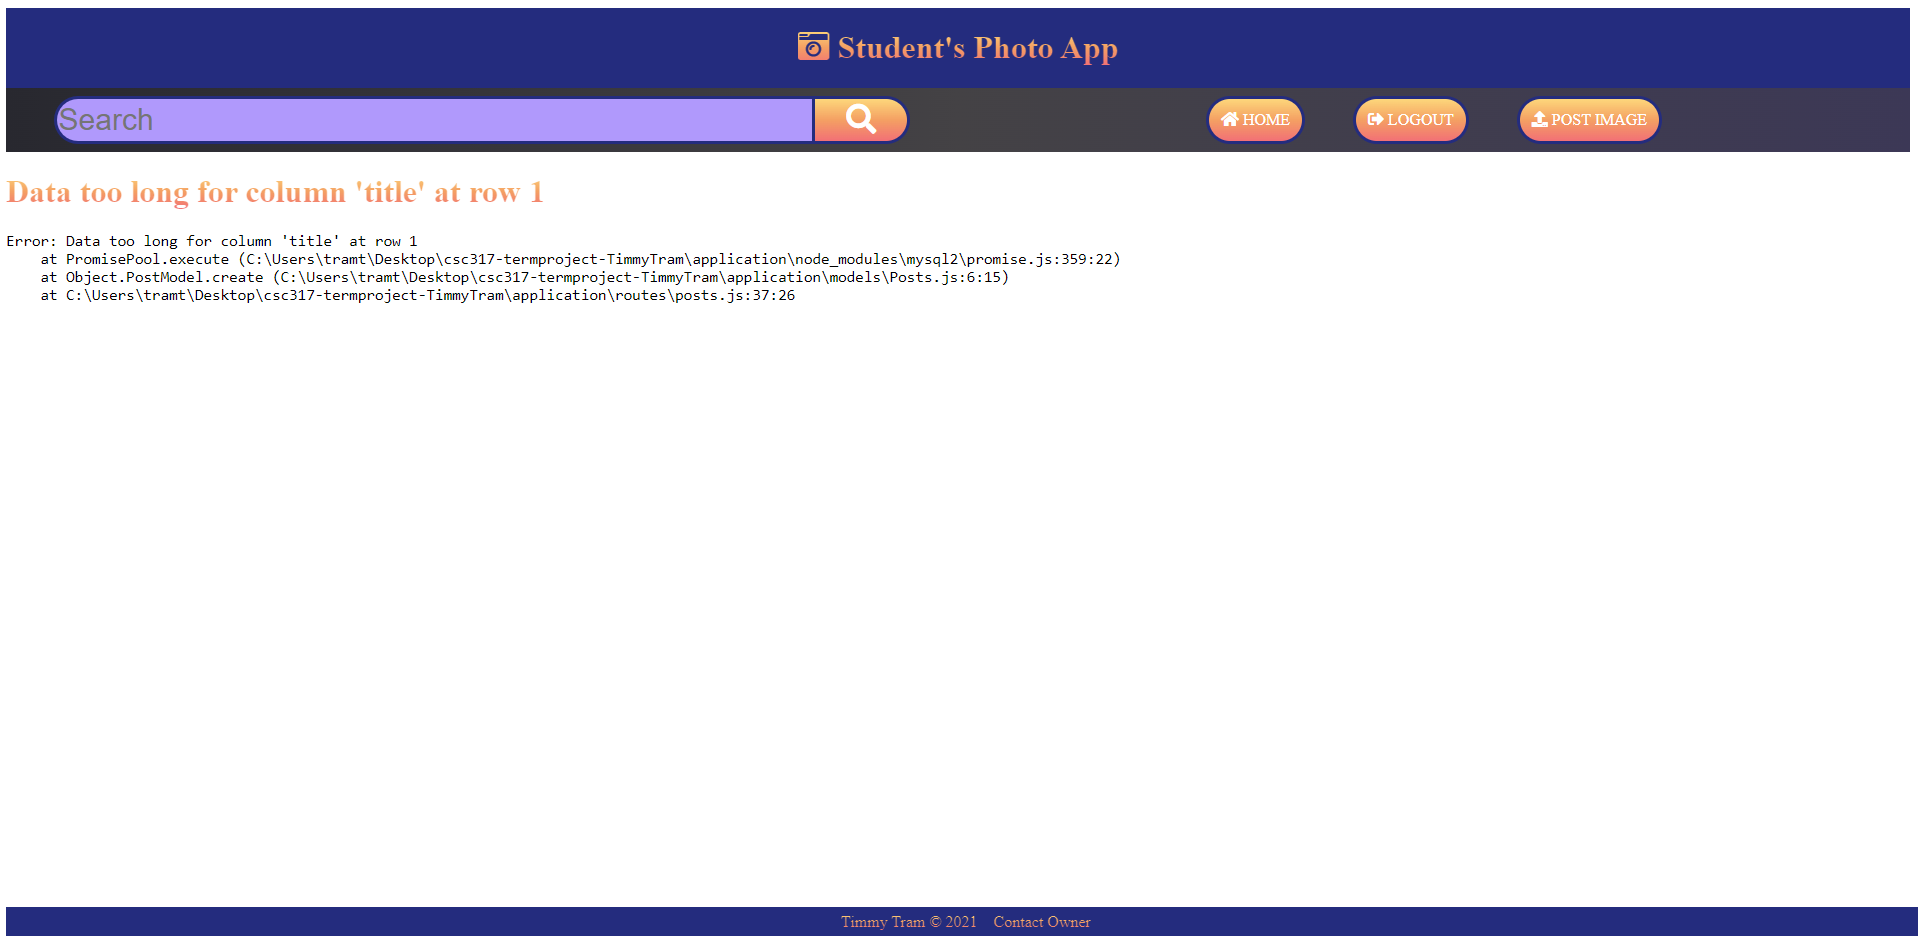 Student's Photo App
Search
HOME
LOGOUT
POST IMAGE
Data too long for column 'title' at row 1
Error: Data too long for column 'title' at row 1
    at PromisePool.execute (C:\Users\tramt\Desktop\csc317-termproject-TimmyTram\application\node_modules\mysql2\promise.js:359:22)
    at Object.PostModel.create (C:\Users\tramt\Desktop\csc317-termproject-TimmyTram\application\models\Posts.js:6:15)
    at C:\Users\tramt\Desktop\csc317-termproject-TimmyTram\application\routes\posts.js:37:26
Timmy Tram © 2021 Contact Owner